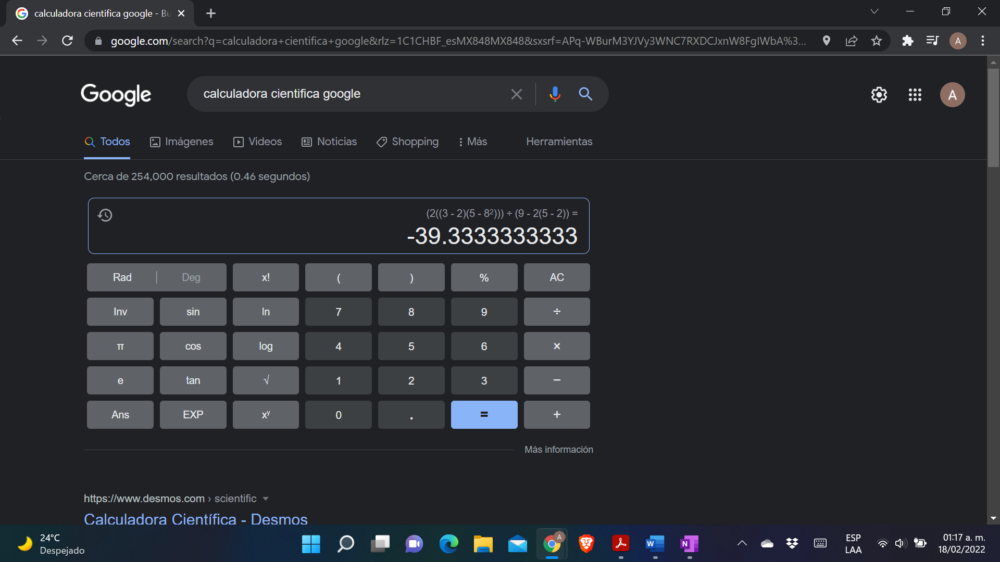 calculadora cientifica google - Bu
google.com/search?q=calculadora+cientifica+google&rlz=1C1CHBF_esMX848MX848&sxsrf=APq-WBurM3YJVy3WNC7RXDCJxnW8FgIWbA%3... A
Google calculadora cientifica google A
Todos Imágenes Videos Noticias Shopping Más Herramientas
Cerca de 254,000 resultados (0.46 segundos)
(2((3 - 2)(5 - 8²))) ÷ (9 - 2(5 - 2)) =
-39.3333333333
Rad | Deg x! ( ) % AC
Inv sin ln 7 8 9 ÷
π cos log 4 5 6 ×
e tan √ 1 2 3 −
Ans EXP xʸ 0 . = +
Más información
https://www.desmos.com › scientific
Calculadora Científica - Desmos
24°C
Despejado
A
W
N
ESP
LAA
01:17 a. m.
18/02/2022